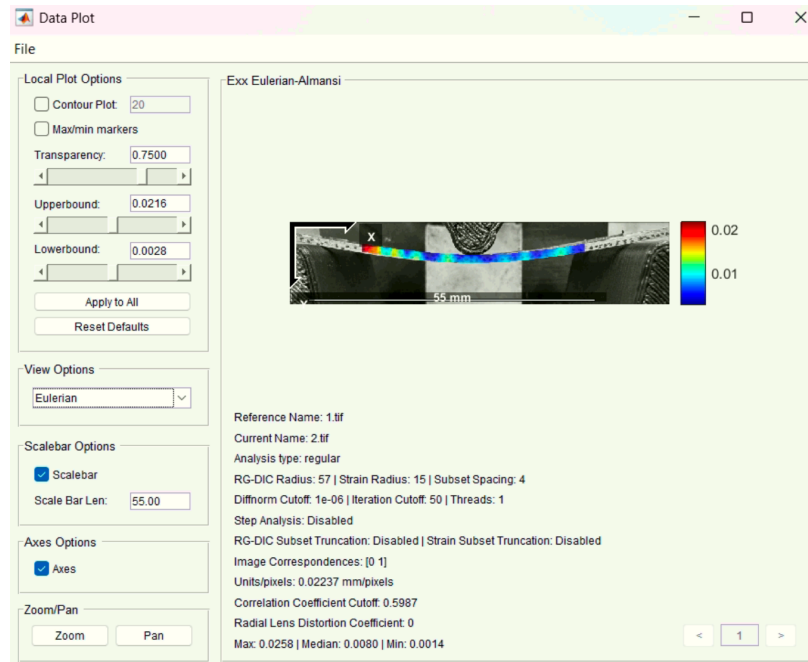 Data Plot
File
Local Plot Options
Contour Plot: 20
Max/min markers
Transparency: 0.7500
Upperbound: 0.0216
Lowerbound: 0.0028
Apply to All
Reset Defaults
View Options
Eulerian
Scalebar Options
Scalebar
Scale Bar Len: 55.00
Axes Options
Axes
Zoom/Pan
Zoom Pan
Exx Eulerian-Almansi
X
55 mm
0.02
0.01
Reference Name: 1.tif
Current Name: 2.tif
Analysis type: regular
RG-DIC Radius: 57 | Strain Radius: 15 | Subset Spacing: 4
Diffnorm Cutoff: 1e-06 | Iteration Cutoff: 50 | Threads: 1
Step Analysis: Disabled
RG-DIC Subset Truncation: Disabled | Strain Subset Truncation: Disabled
Image Correspondences: [0 1]
Units/pixels: 0.02237 mm/pixels
Correlation Coefficient Cutoff: 0.5987
Radial Lens Distortion Coefficient: 0
Max: 0.0258 | Median: 0.0080 | Min: 0.0014
< 1 >